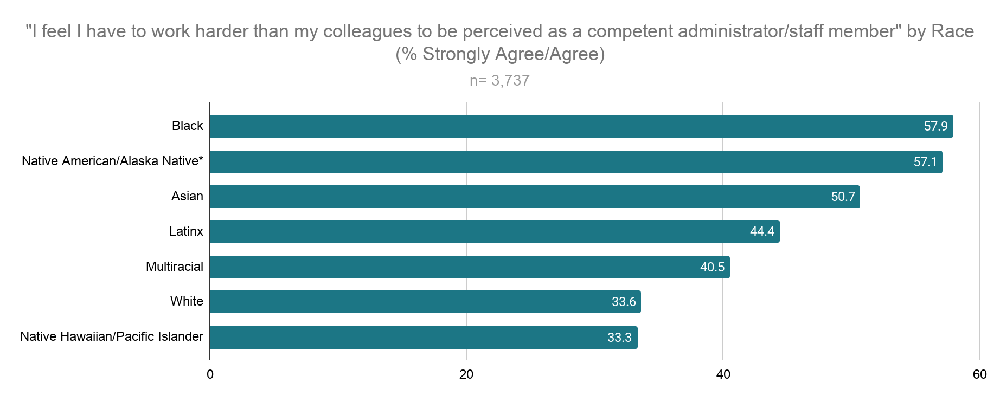 "I feel I have to work harder than my colleagues to be perceived as a competent administrator/staff member" by Race
(% Strongly Agree/Agree)
n= 3,737
Black 57.9
Native American/Alaska Native* 57.1
Asian 50.7
Latinx 44.4
Multiracial 40.5
White 33.6
Native Hawaiian/Pacific Islander 33.3
0 20 40 60